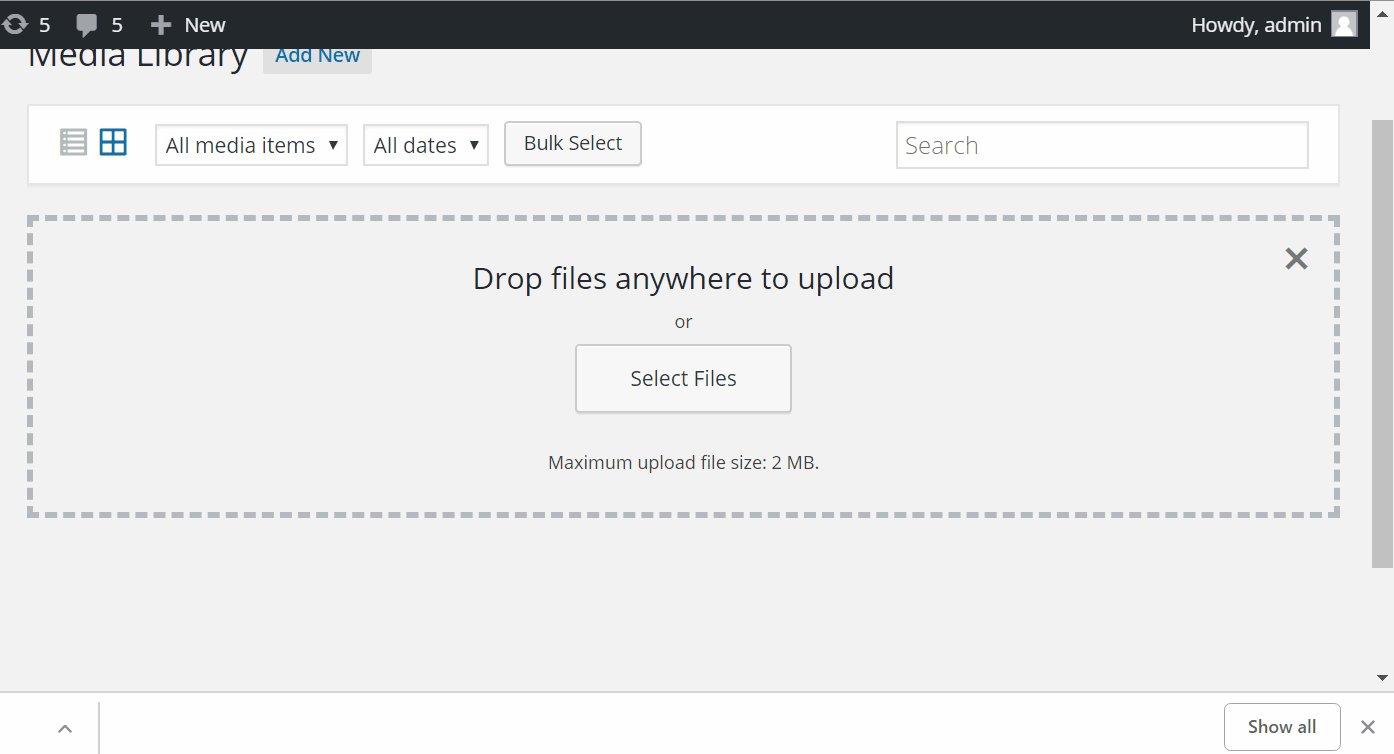 5 5 New Howdy, admin
Media Library Add New
All media items All dates Bulk Select Search
Drop files anywhere to upload
or
Select Files
Maximum upload file size: 2 MB.
Show all